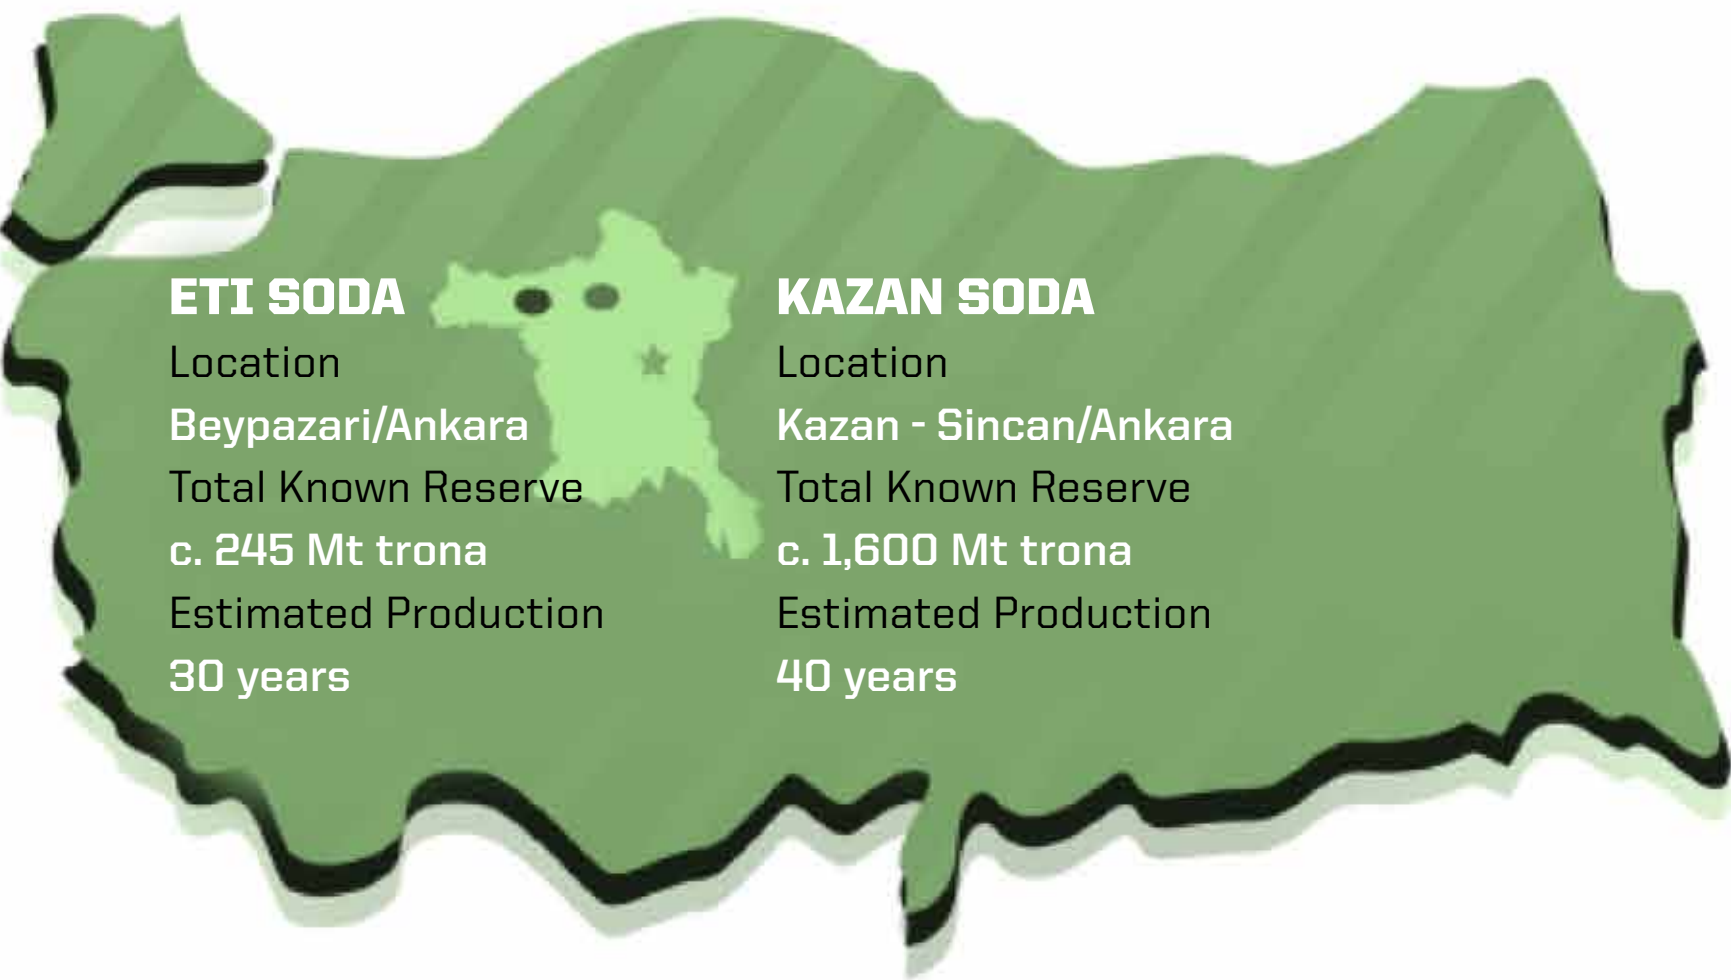 ETI SODA
Location
Beypazari/Ankara
Total Known Reserve
c. 245 Mt trona
Estimated Production
30 years
KAZAN SODA
Location
Kazan - Sincan/Ankara
Total Known Reserve
c. 1,600 Mt trona
Estimated Production
40 years